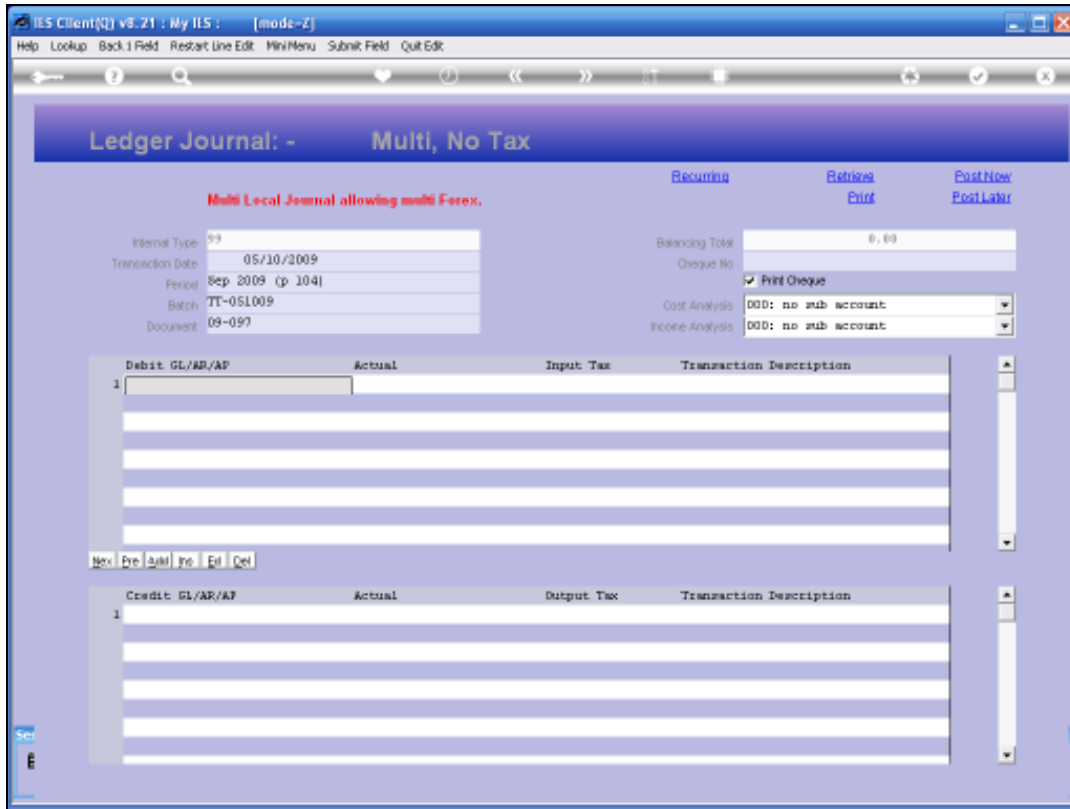 IES Client(Q) v8.21 : My IES : [mode-Z]
Help Lookup Back 1 Field Restart Line Edit Mini Menu Submit Field Quit Edit
Ledger Journal: - Multi, No Tax
Recurring Retrieve Post Now
Multi Local Journal allowing multi Forex. Print Post Later
Internal Type 99 Balancing Total 0.00
Transaction Date 05/10/2009 Cheque No
Period Sep 2009 (p 104) Print Cheque
Batch TT-051009 Cost Analysis 000: no sub account
Document 09-097 Income Analysis 000: no sub account
Debit GL/AR/AP Actual Input Tax Transaction Description
1
Nex Pre Add Ins Ed Del
Credit GL/AR/AP Actual Output Tax Transaction Description
1